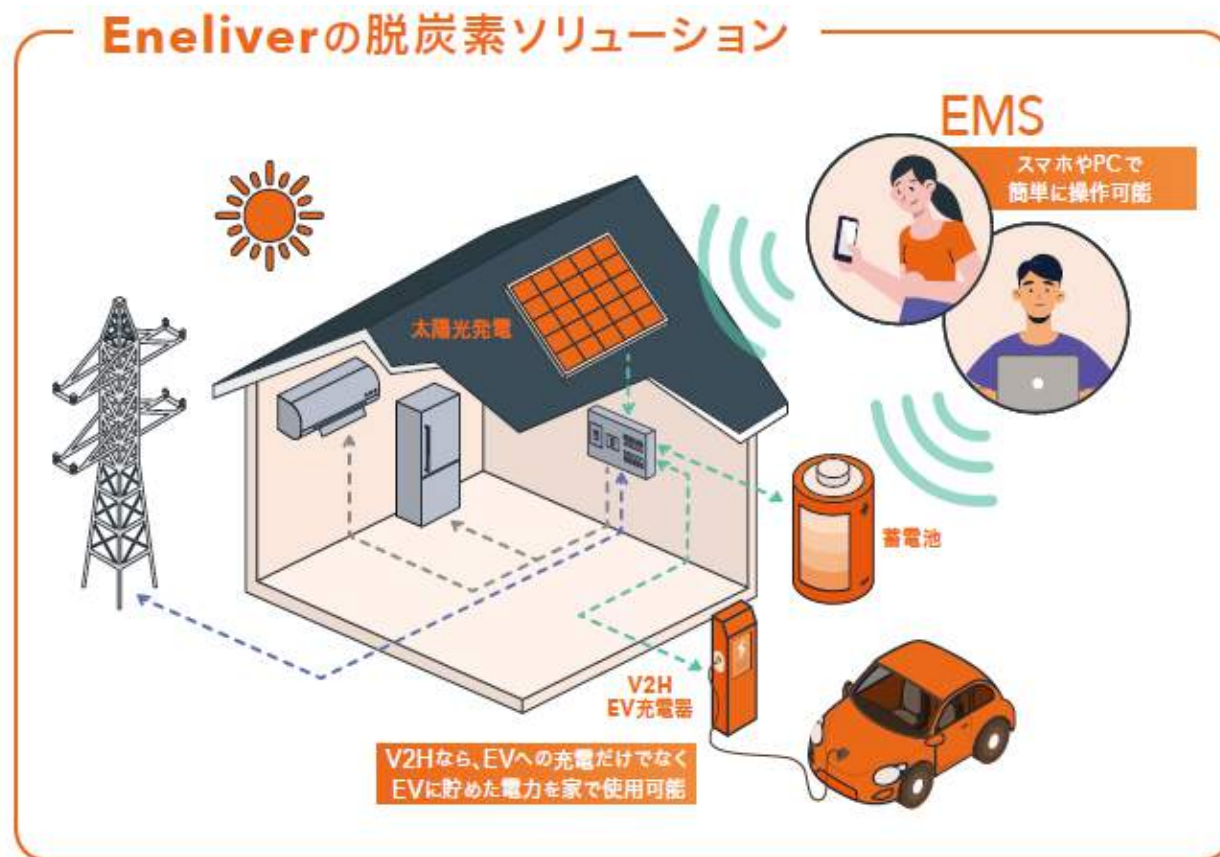 Eneliverの脱炭素ソリューション
EMS
スマホやPCで
簡単に操作可能
太陽光発電
蓄電池
V2H
EV充電器
V2Hなら、EVへの充電だけでなく
EVに貯めた電力を家で使用可能